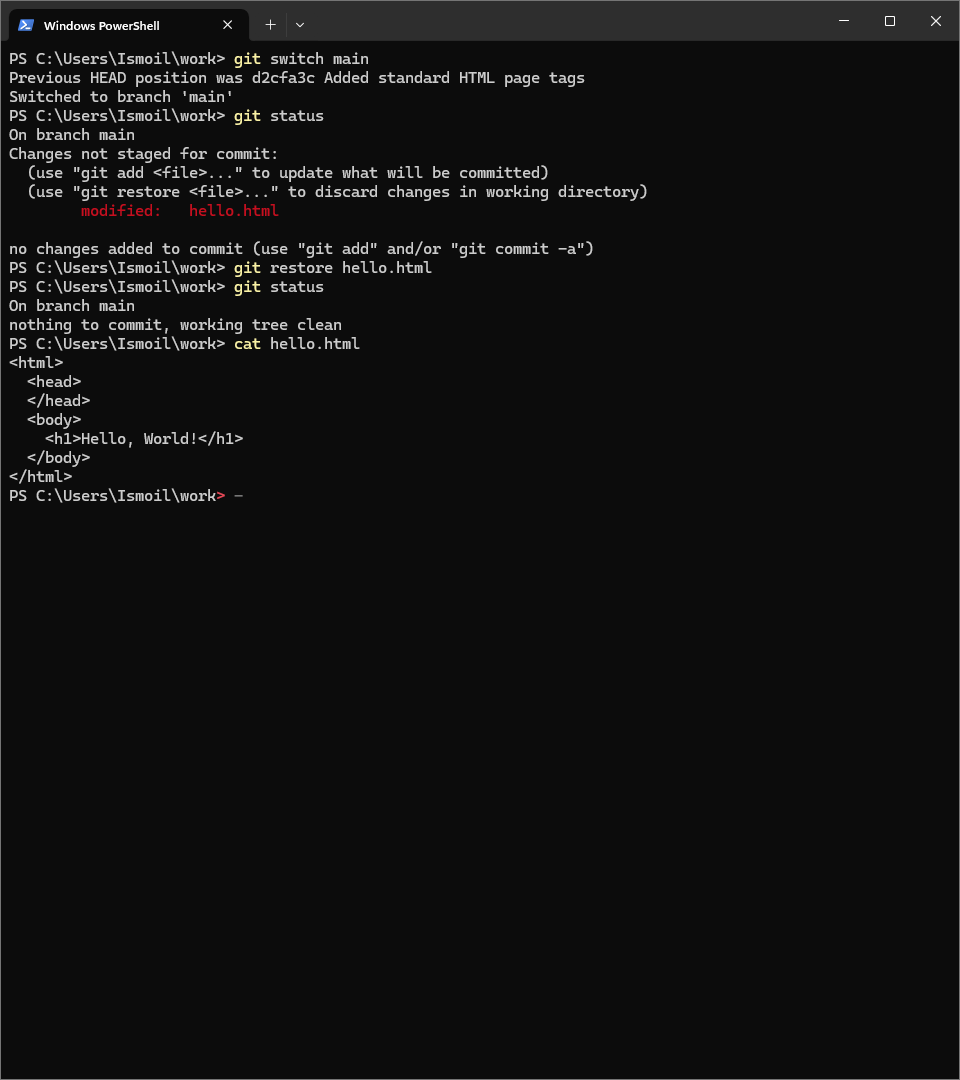 Windows PowerShell
PS C:\Users\Ismoil\work> git switch main
Previous HEAD position was d2cfa3c Added standard HTML page tags
Switched to branch 'main'
PS C:\Users\Ismoil\work> git status
On branch main
Changes not staged for commit:
  (use "git add <file>..." to update what will be committed)
  (use "git restore <file>..." to discard changes in working directory)
        modified:   hello.html

no changes added to commit (use "git add" and/or "git commit -a")
PS C:\Users\Ismoil\work> git restore hello.html
PS C:\Users\Ismoil\work> git status
On branch main
nothing to commit, working tree clean
PS C:\Users\Ismoil\work> cat hello.html
<html>
  <head>
  </head>
  <body>
    <h1>Hello, World!</h1>
  </body>
</html>
PS C:\Users\Ismoil\work>